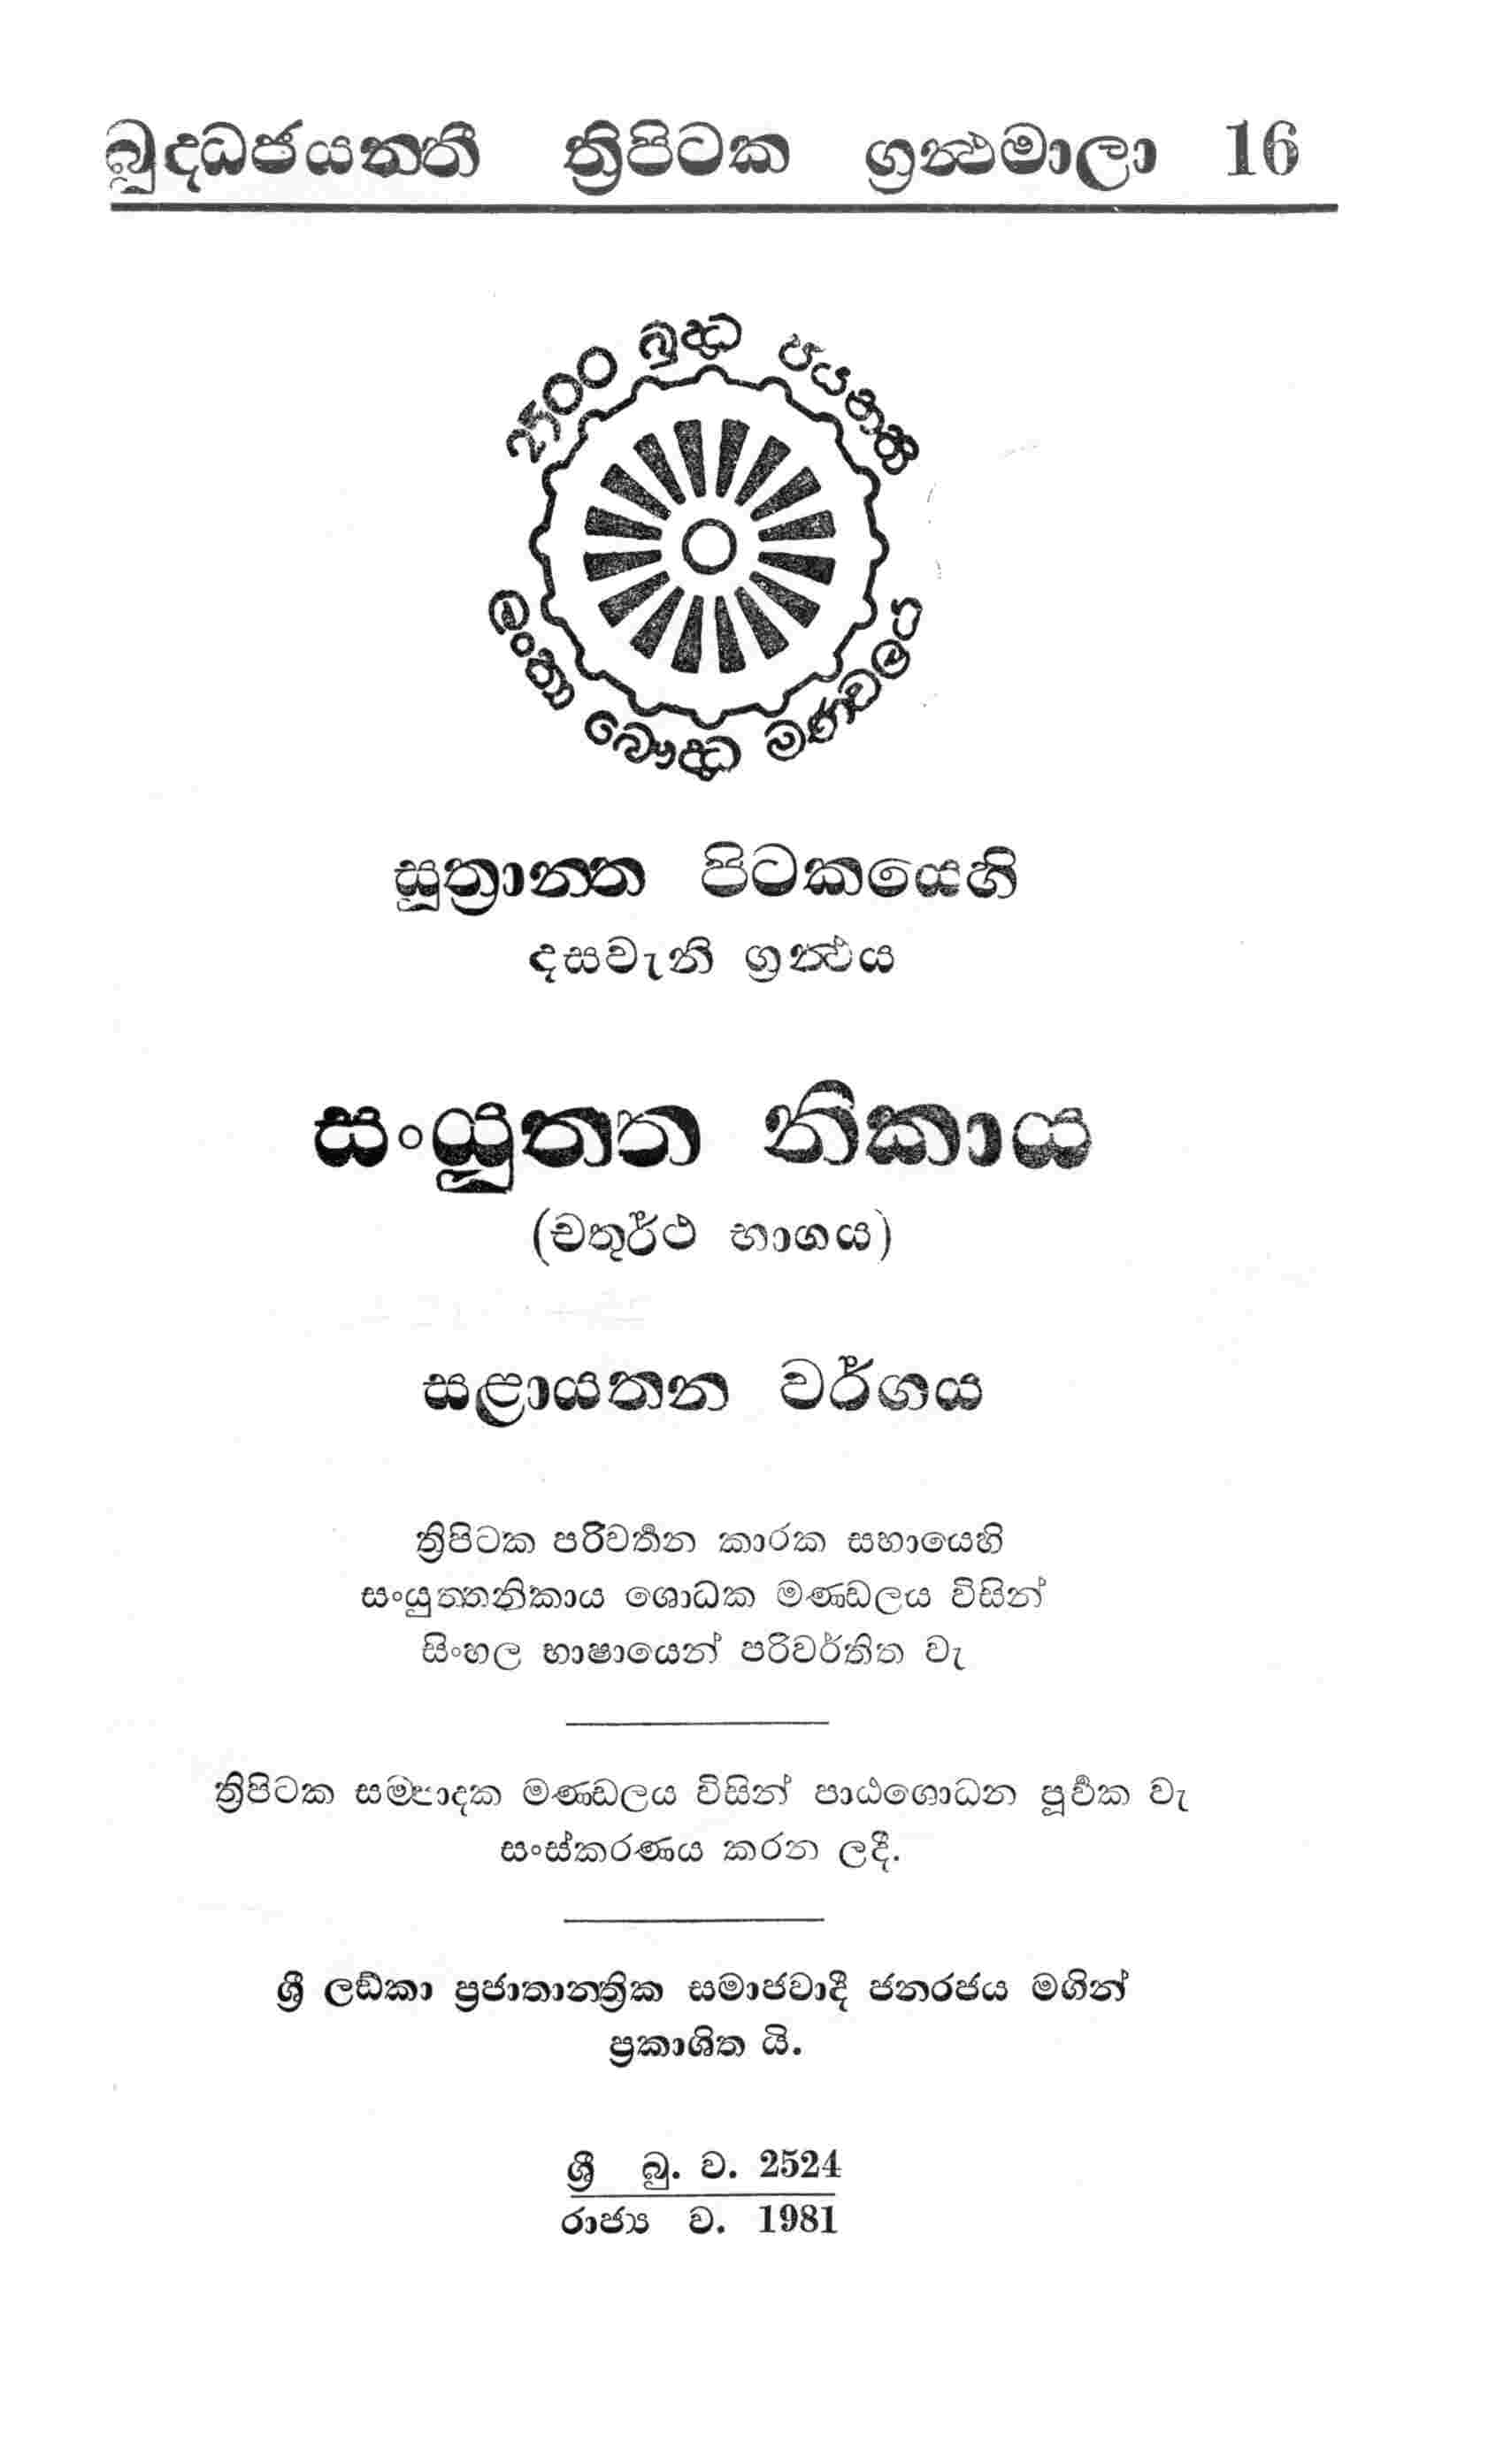 බුද්ධජයන්තී ත්‍රිපිටක ග්‍රන්ථමාලා 16
2500 බුද්ධ ජයන්ති
ලංකා බෞද්ධ මණ්ඩලය
සූත්‍රාන්ත පිටකයෙහි
දසවැනි ග්‍රන්ථය
සංයුත්ත නිකාය
(චතුර්ථ භාගය)
සළායතන වර්ගය
ත්‍රිපිටක පරිවර්තන කාරක සභායෙහි
සංයුත්තනිකාය ශොධක මණ්ඩලය විසින්
සිංහල භාෂායෙන් පරිවර්තිත වැ
ත්‍රිපිටක සම්පාදක මණ්ඩලය විසින් පාඨශොධන පූර්වක වැ
සංස්කරණය කරන ලදී.
ශ්‍රී ලඞ්කා ප්‍රජාතාන්ත්‍රික සමාජවාදී ජනරජය මගින්
ප්‍රකාශිත යි.
ශ්‍රී බු. ව. 2524
රාජ්‍ය ව. 1981